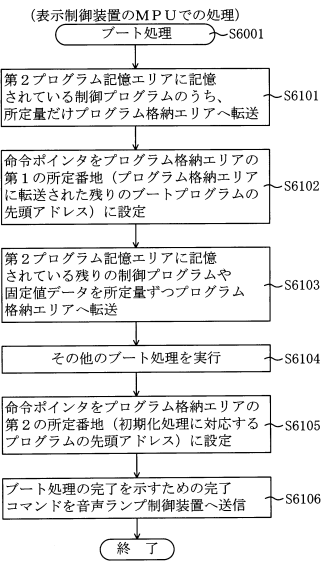 （表示制御装置のＭＰＵでの処理）
ブート処理
S6001
第２プログラム記憶エリアに記憶
されている制御プログラムのうち、
所定量だけプログラム格納エリアへ転送
S6101
命令ポインタをプログラム格納エリアの
第１の所定番地（プログラム格納エリア
に転送された残りのブートプログラムの
先頭アドレス）に設定
S6102
第２プログラム記憶エリアに記憶
されている残りの制御プログラムや
固定値データを所定量ずつプログラム
格納エリアへ転送
S6103
その他のブート処理を実行
S6104
命令ポインタをプログラム格納エリアの
第２の所定番地（初期化処理に対応する
プログラムの先頭アドレス）に設定
S6105
ブート処理の完了を示すための完了
コマンドを音声ランプ制御装置へ送信
S6106
終　了